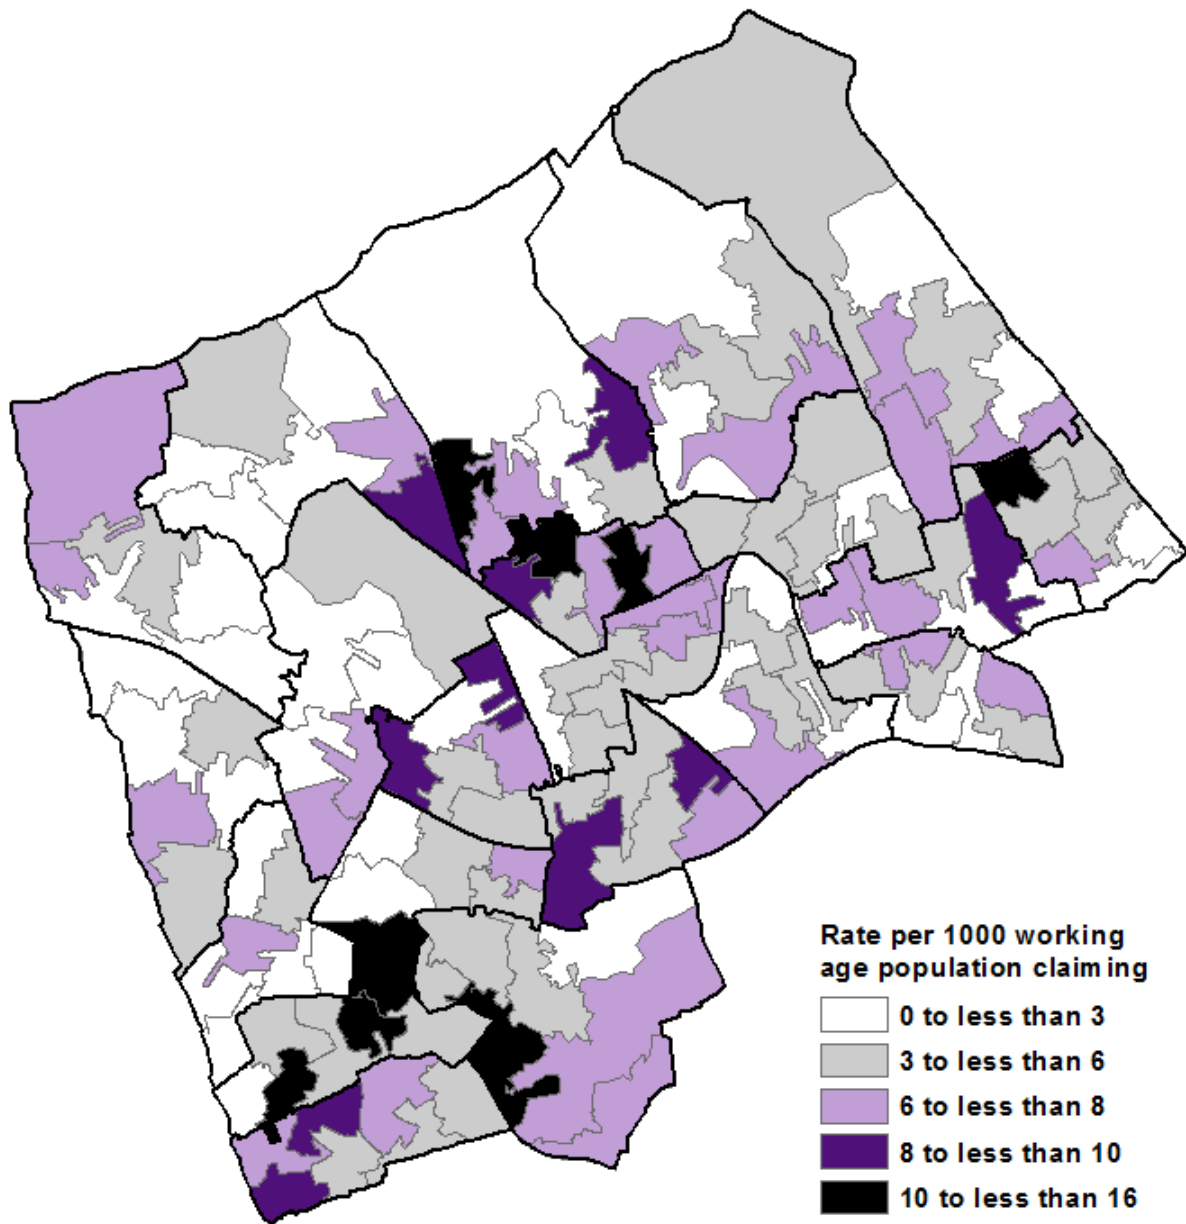 Rate per 1000 working
age population claiming
0 to less than 3
3 to less than 6
6 to less than 8
8 to less than 10
10 to less than 16